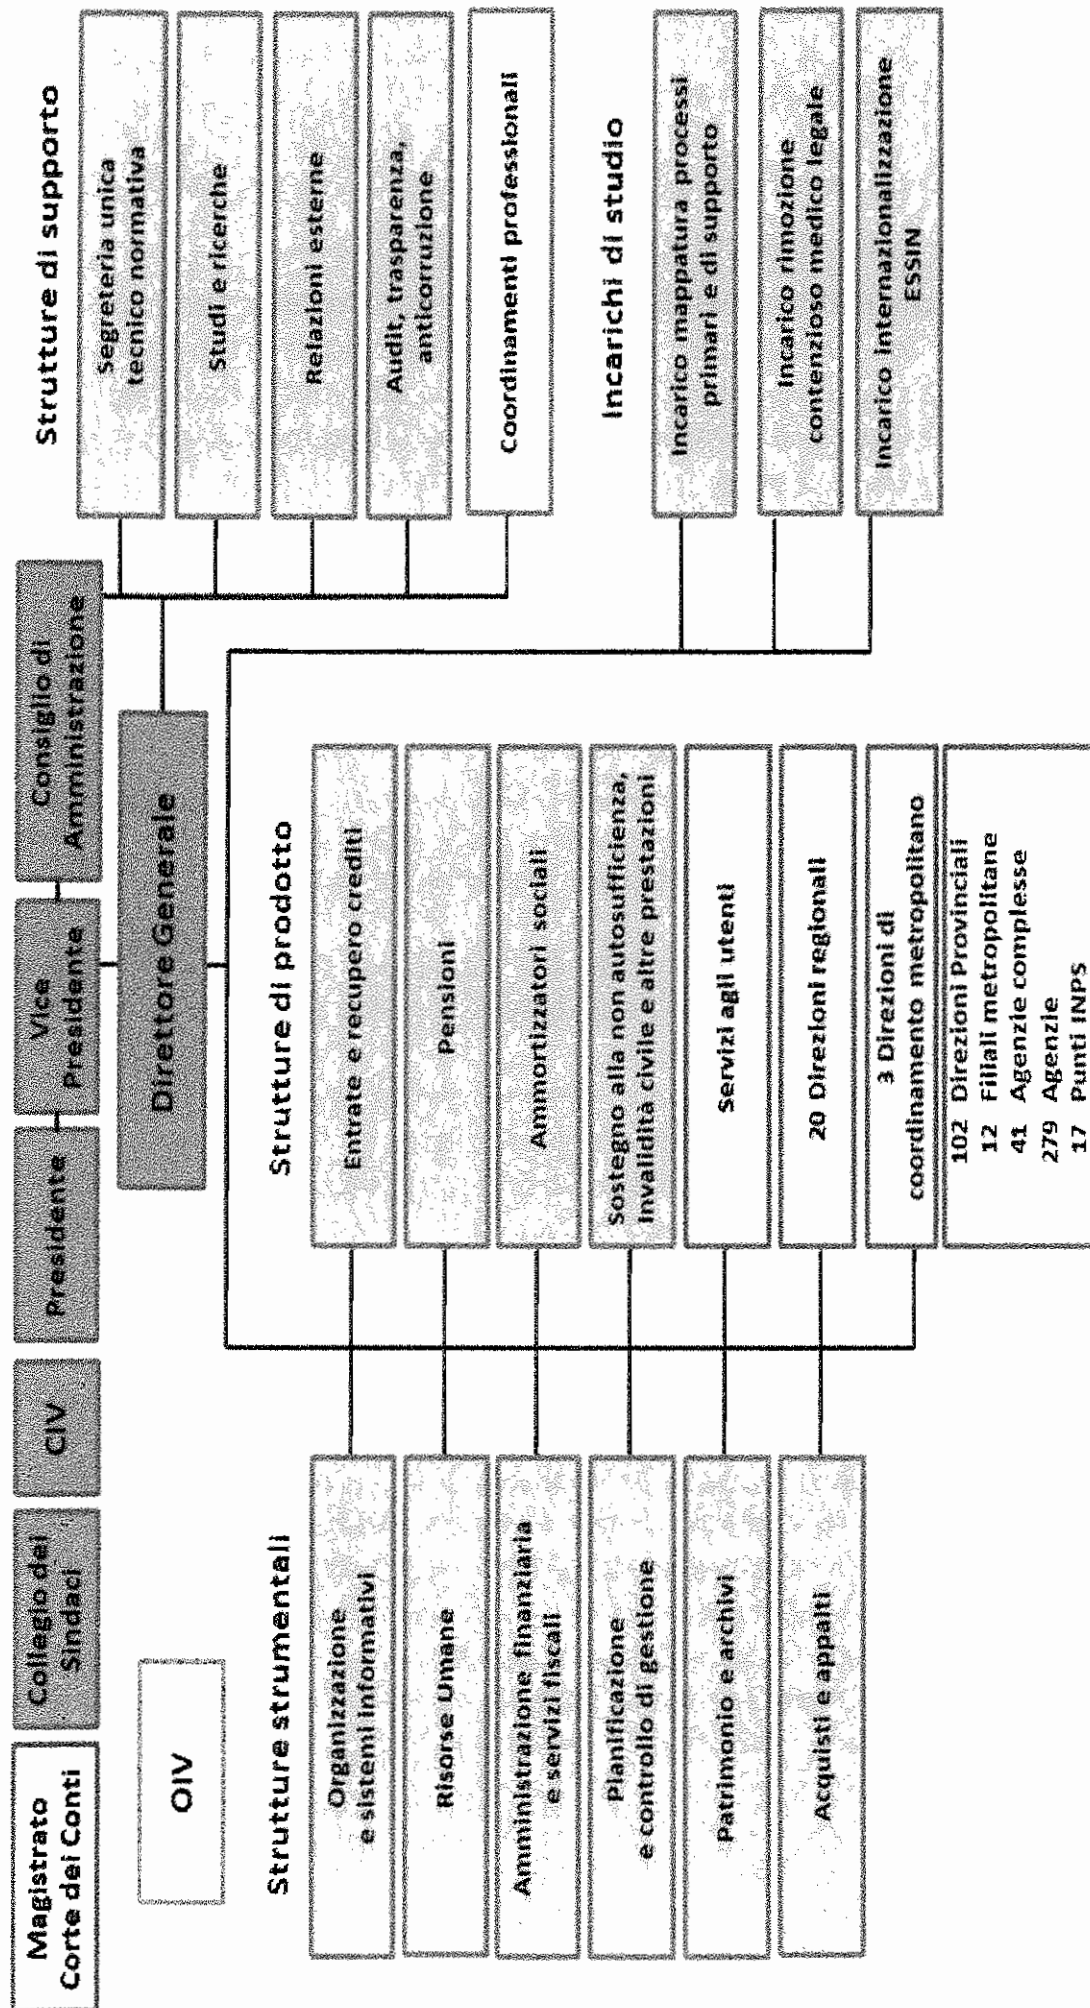 Magistrato
Corte dei Conti
Collegio dei
Sindaci
CIV
Presidente
Vice
Presidente
Consiglio di
Amministrazione
OIV
Direttore Generale
Strutture di supporto
Segreteria unica
tecnico normativa
Studi e ricerche
Relazioni esterne
Audit, trasparenza,
anticorruzione
Coordinamenti professionali
Strutture strumentali
Organizzazione
e sistemi informativi
Risorse Umane
Amministrazione finanziaria
e servizi fiscali
Pianificazione
e controllo di gestione
Patrimonio e archivi
Acquisti e appalti
Strutture di prodotto
Entrate e recupero crediti
Pensioni
Ammortizzatori sociali
Sostegno alla non autosufficienza,
Invalidità civile e altre prestazioni
Servizi agli utenti
20 Direzioni regionali
3 Direzioni di
coordinamento metropolitano
102 Direzioni Provinciali
12 Filiali metropolitane
41 Agenzie complesse
279 Agenzie
17 Punti INPS
Incarichi di studio
Incarico mappatura processi
primari e di supporto
Incarico rimozione
contenzioso medico legale
Incarico internazionalizzazione
ESSIN